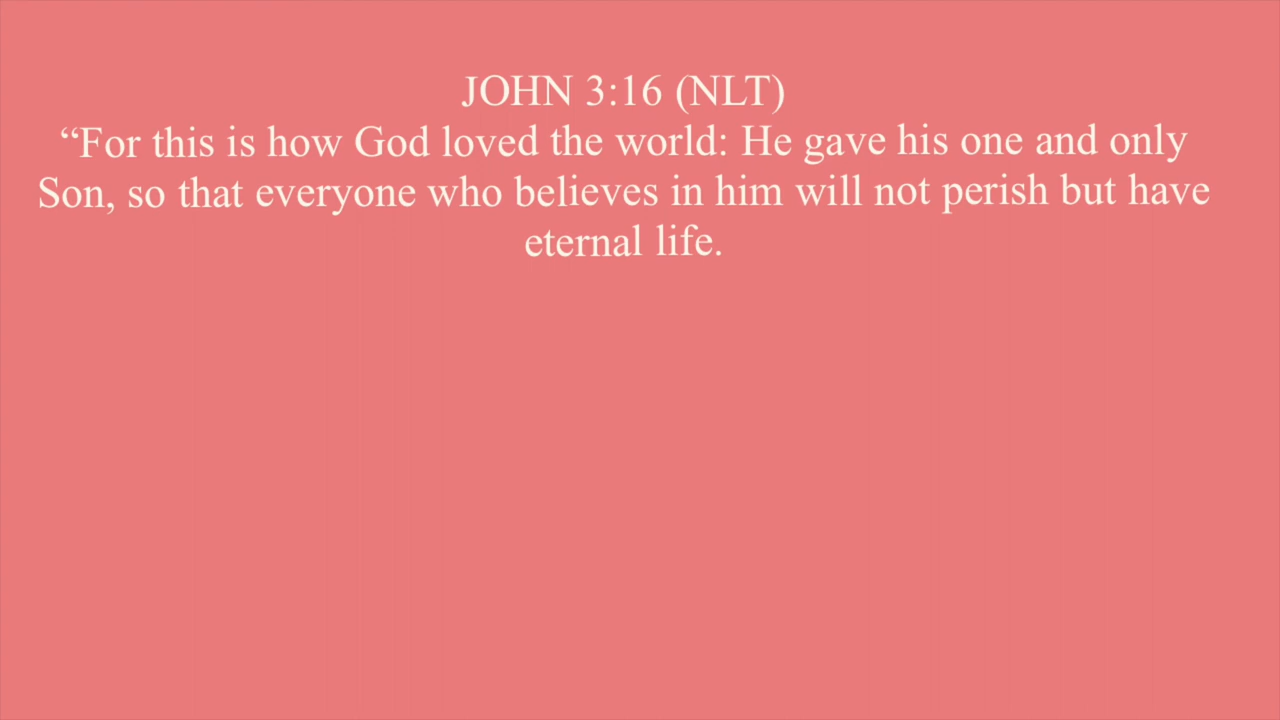 JOHN 3:16 (NLT)
“For this is how God loved the world: He gave his one and only
Son, so that everyone who believes in him will not perish but have
eternal life.